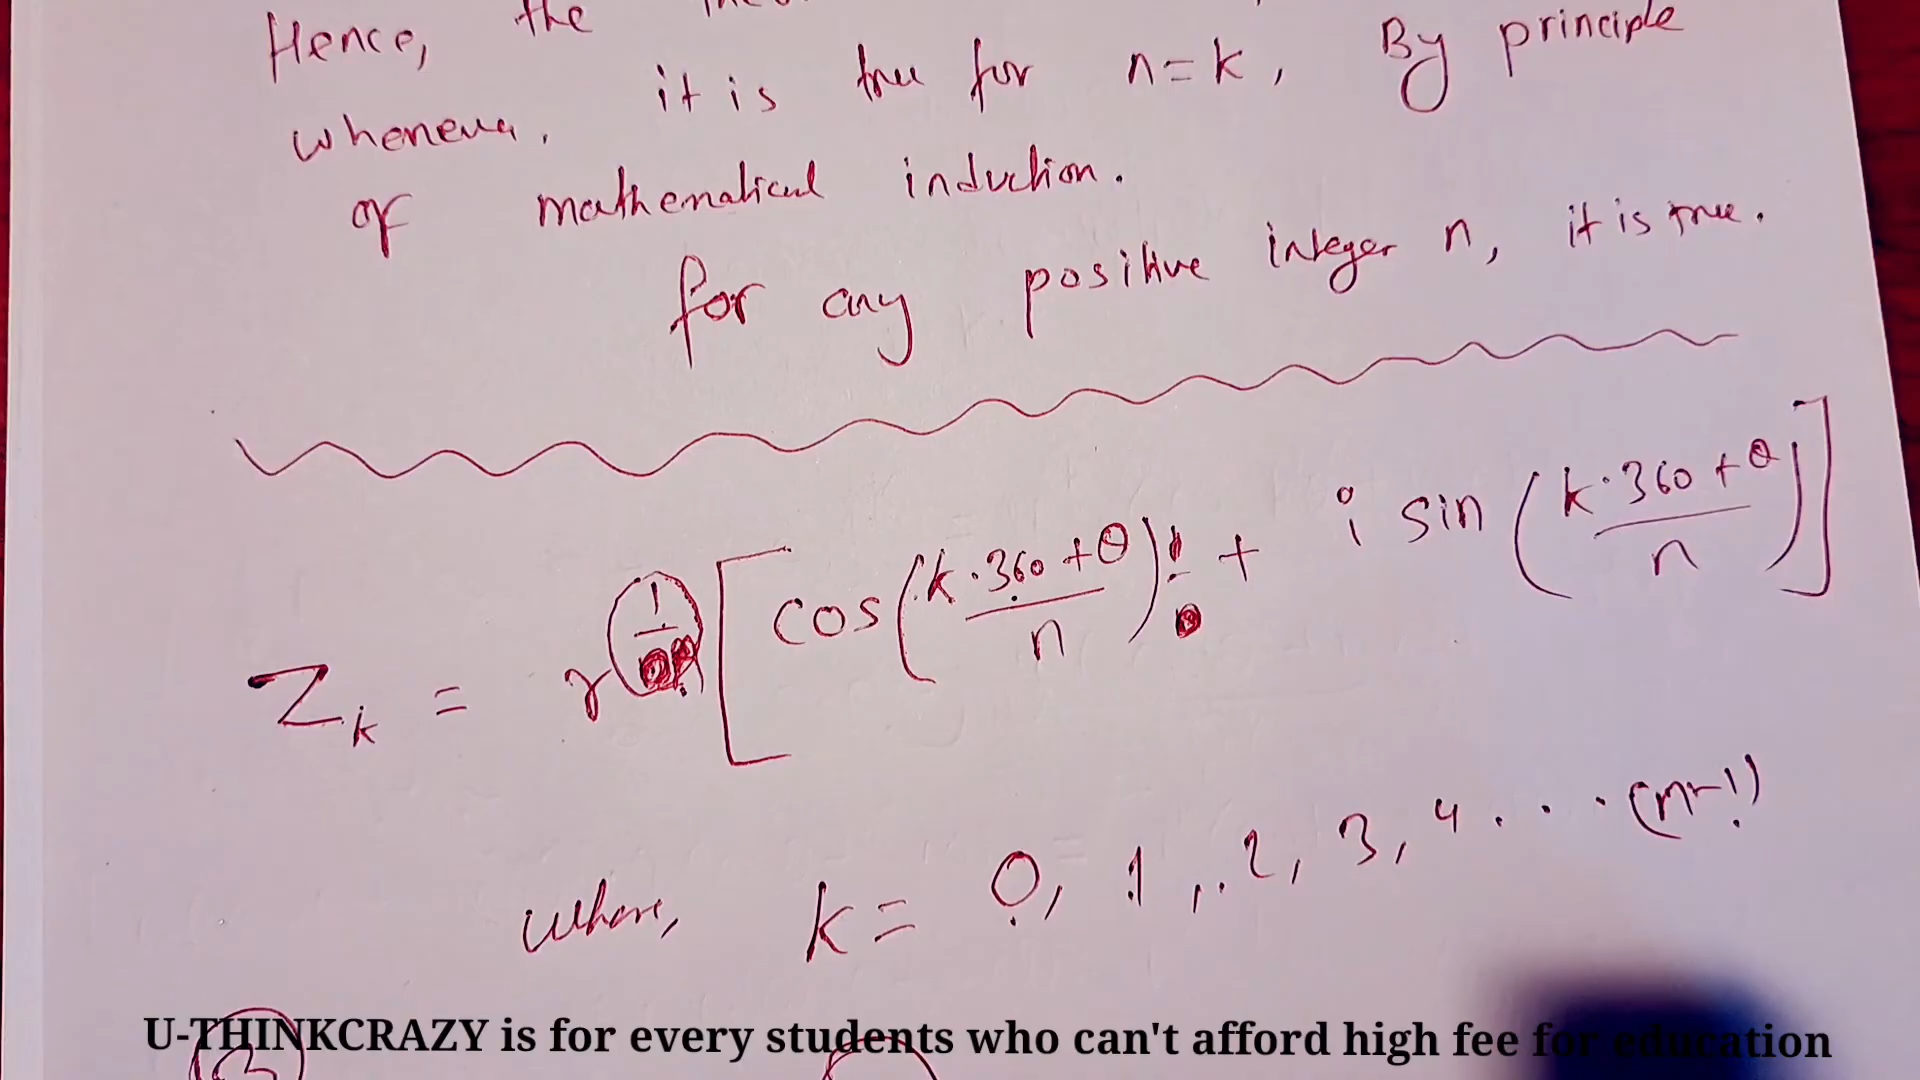 Hence, the
whenever, it is true for n=k, By principle
of mathematical induction.
for any positive integer n, it is true.
Zk = r^(1/n) [cos(k·360+θ / n) + i sin(k·360+θ / n)]
where, k = 0, 1, 2, 3, 4 . . . (n-1)
U-THINKCRAZY is for every students who can't afford high fee for education